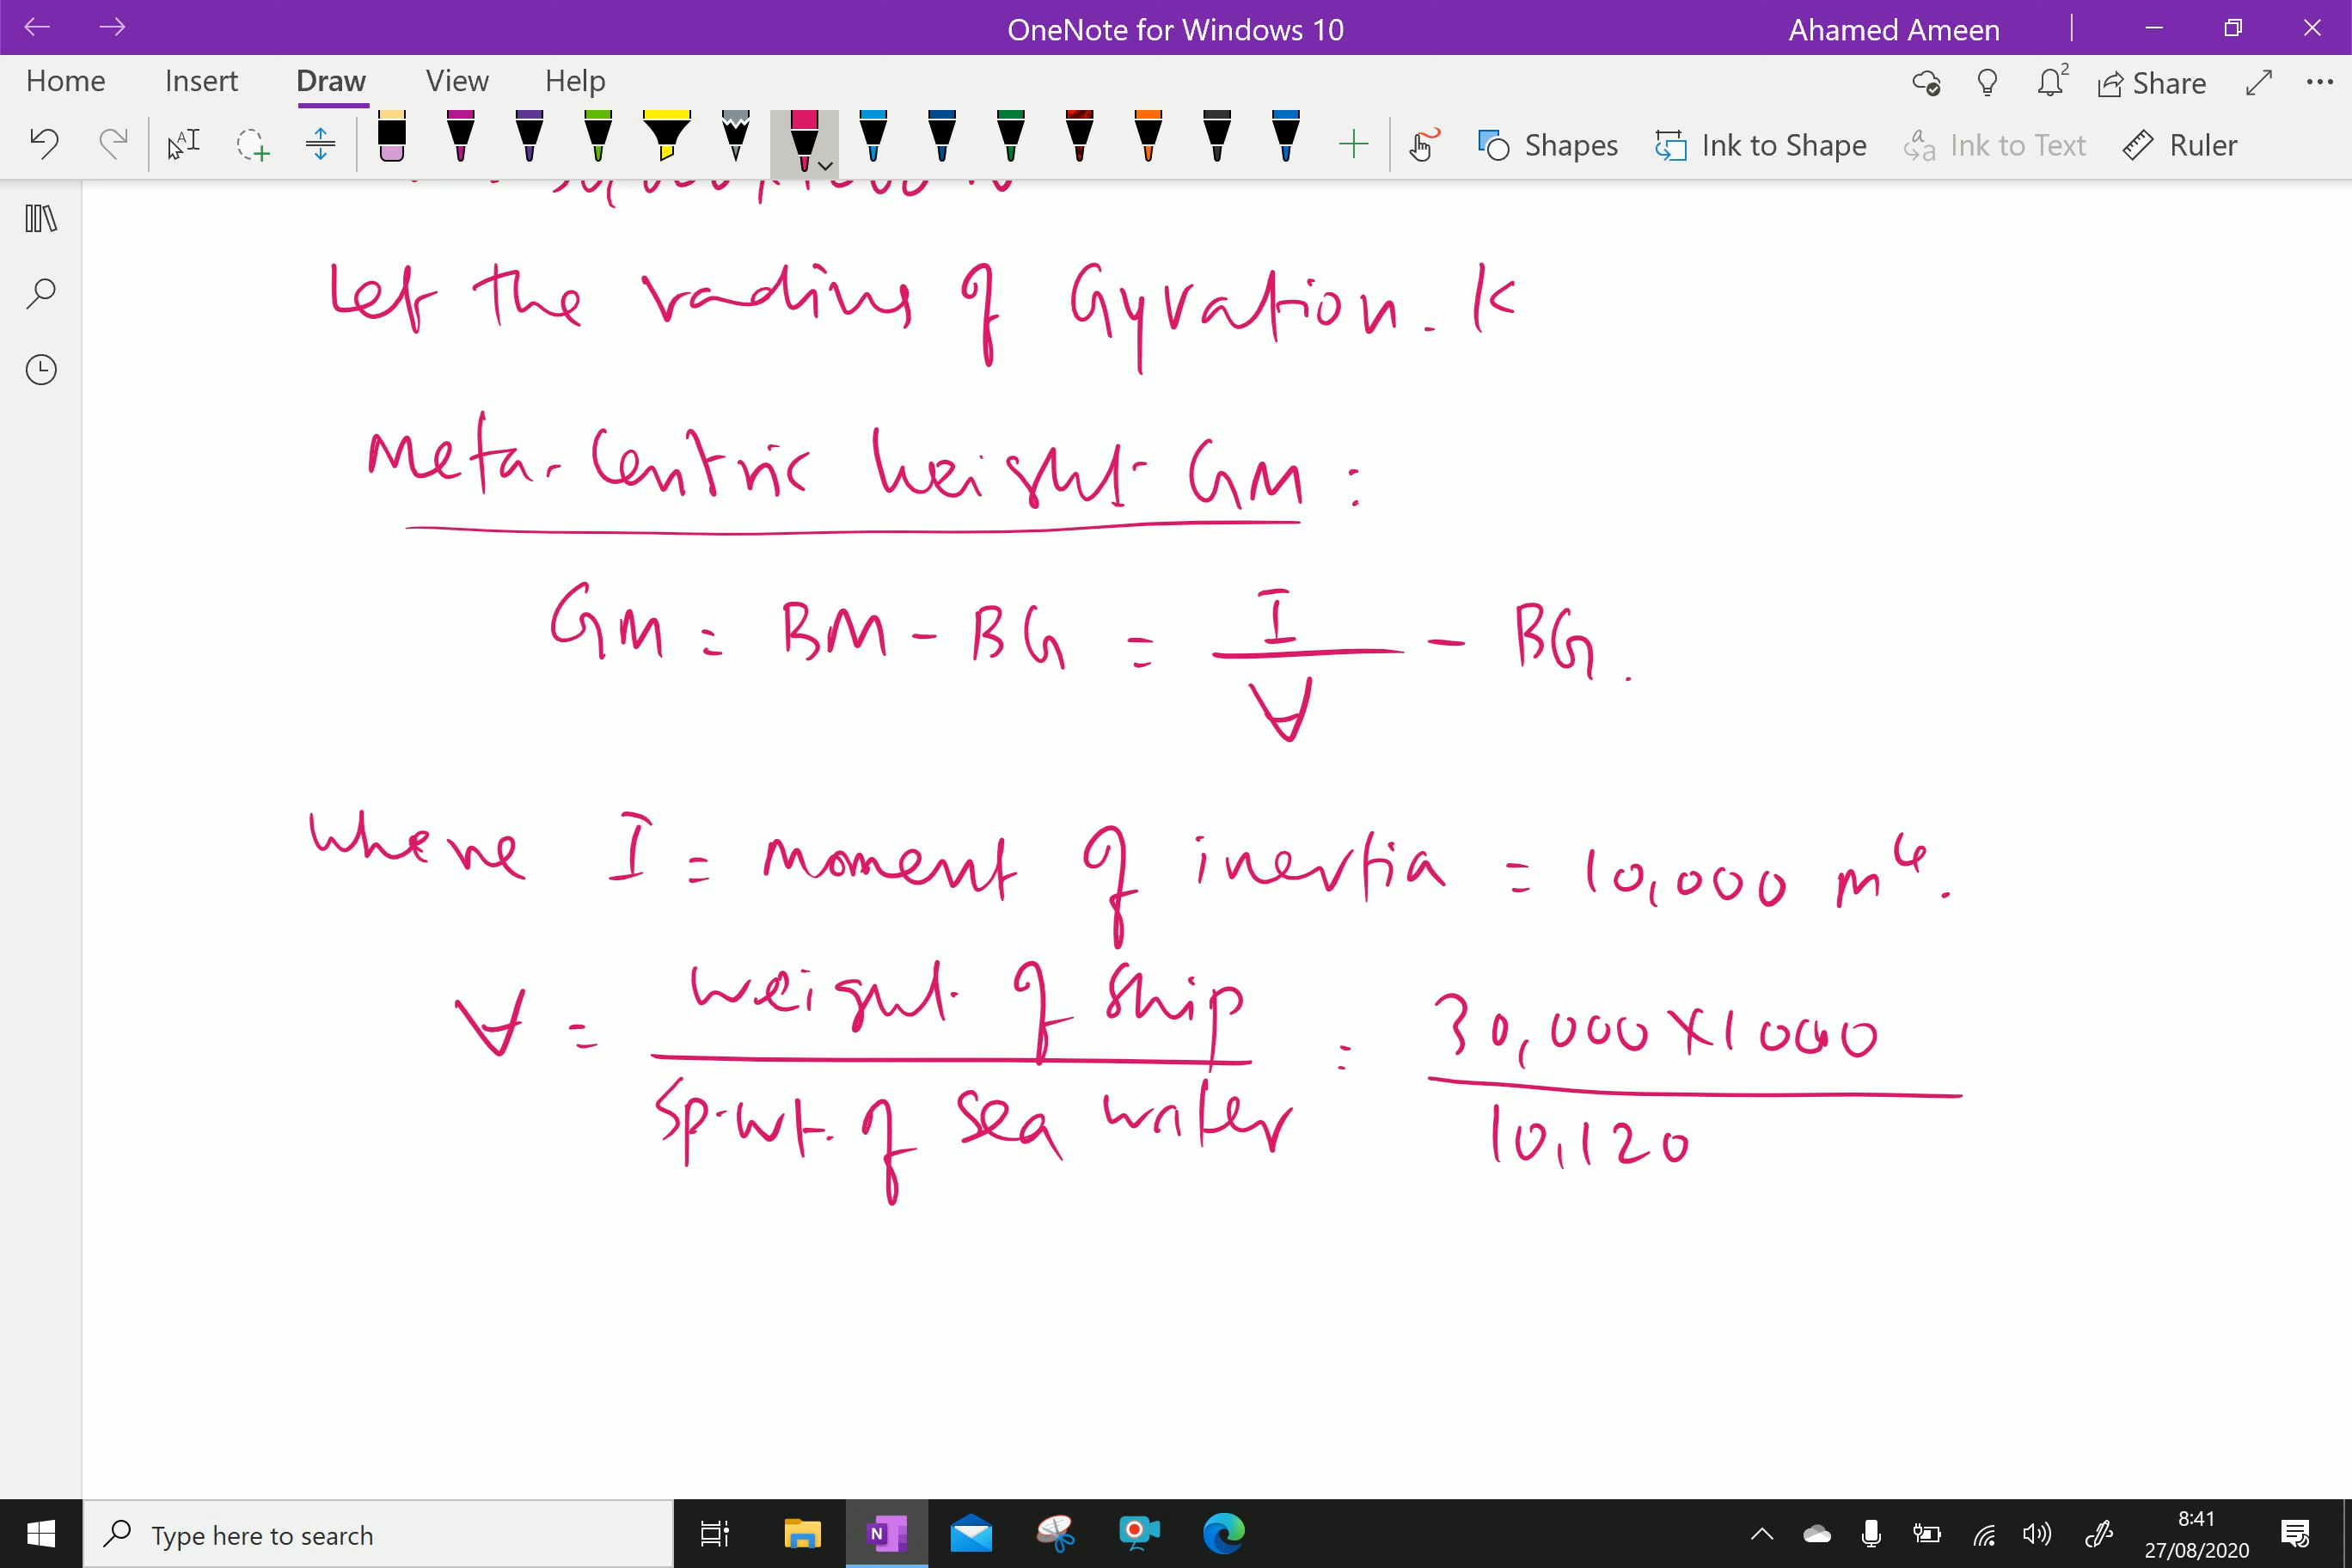 OneNote for Windows 10 Ahamed Ameen
Home Insert Draw View Help 2 Share
Shapes Ink to Shape Ink to Text Ruler
Let the radius of Gyration. k
Meta-Centric height GM :
GM = BM - BG = I / ∀ - BG.
where I = moment of inertia = 10,000 m⁴.
∀ = weight of ship / Sp.wt. of sea water = 30,000 X 1000 / 10,120
Type here to search
8:41
27/08/2020